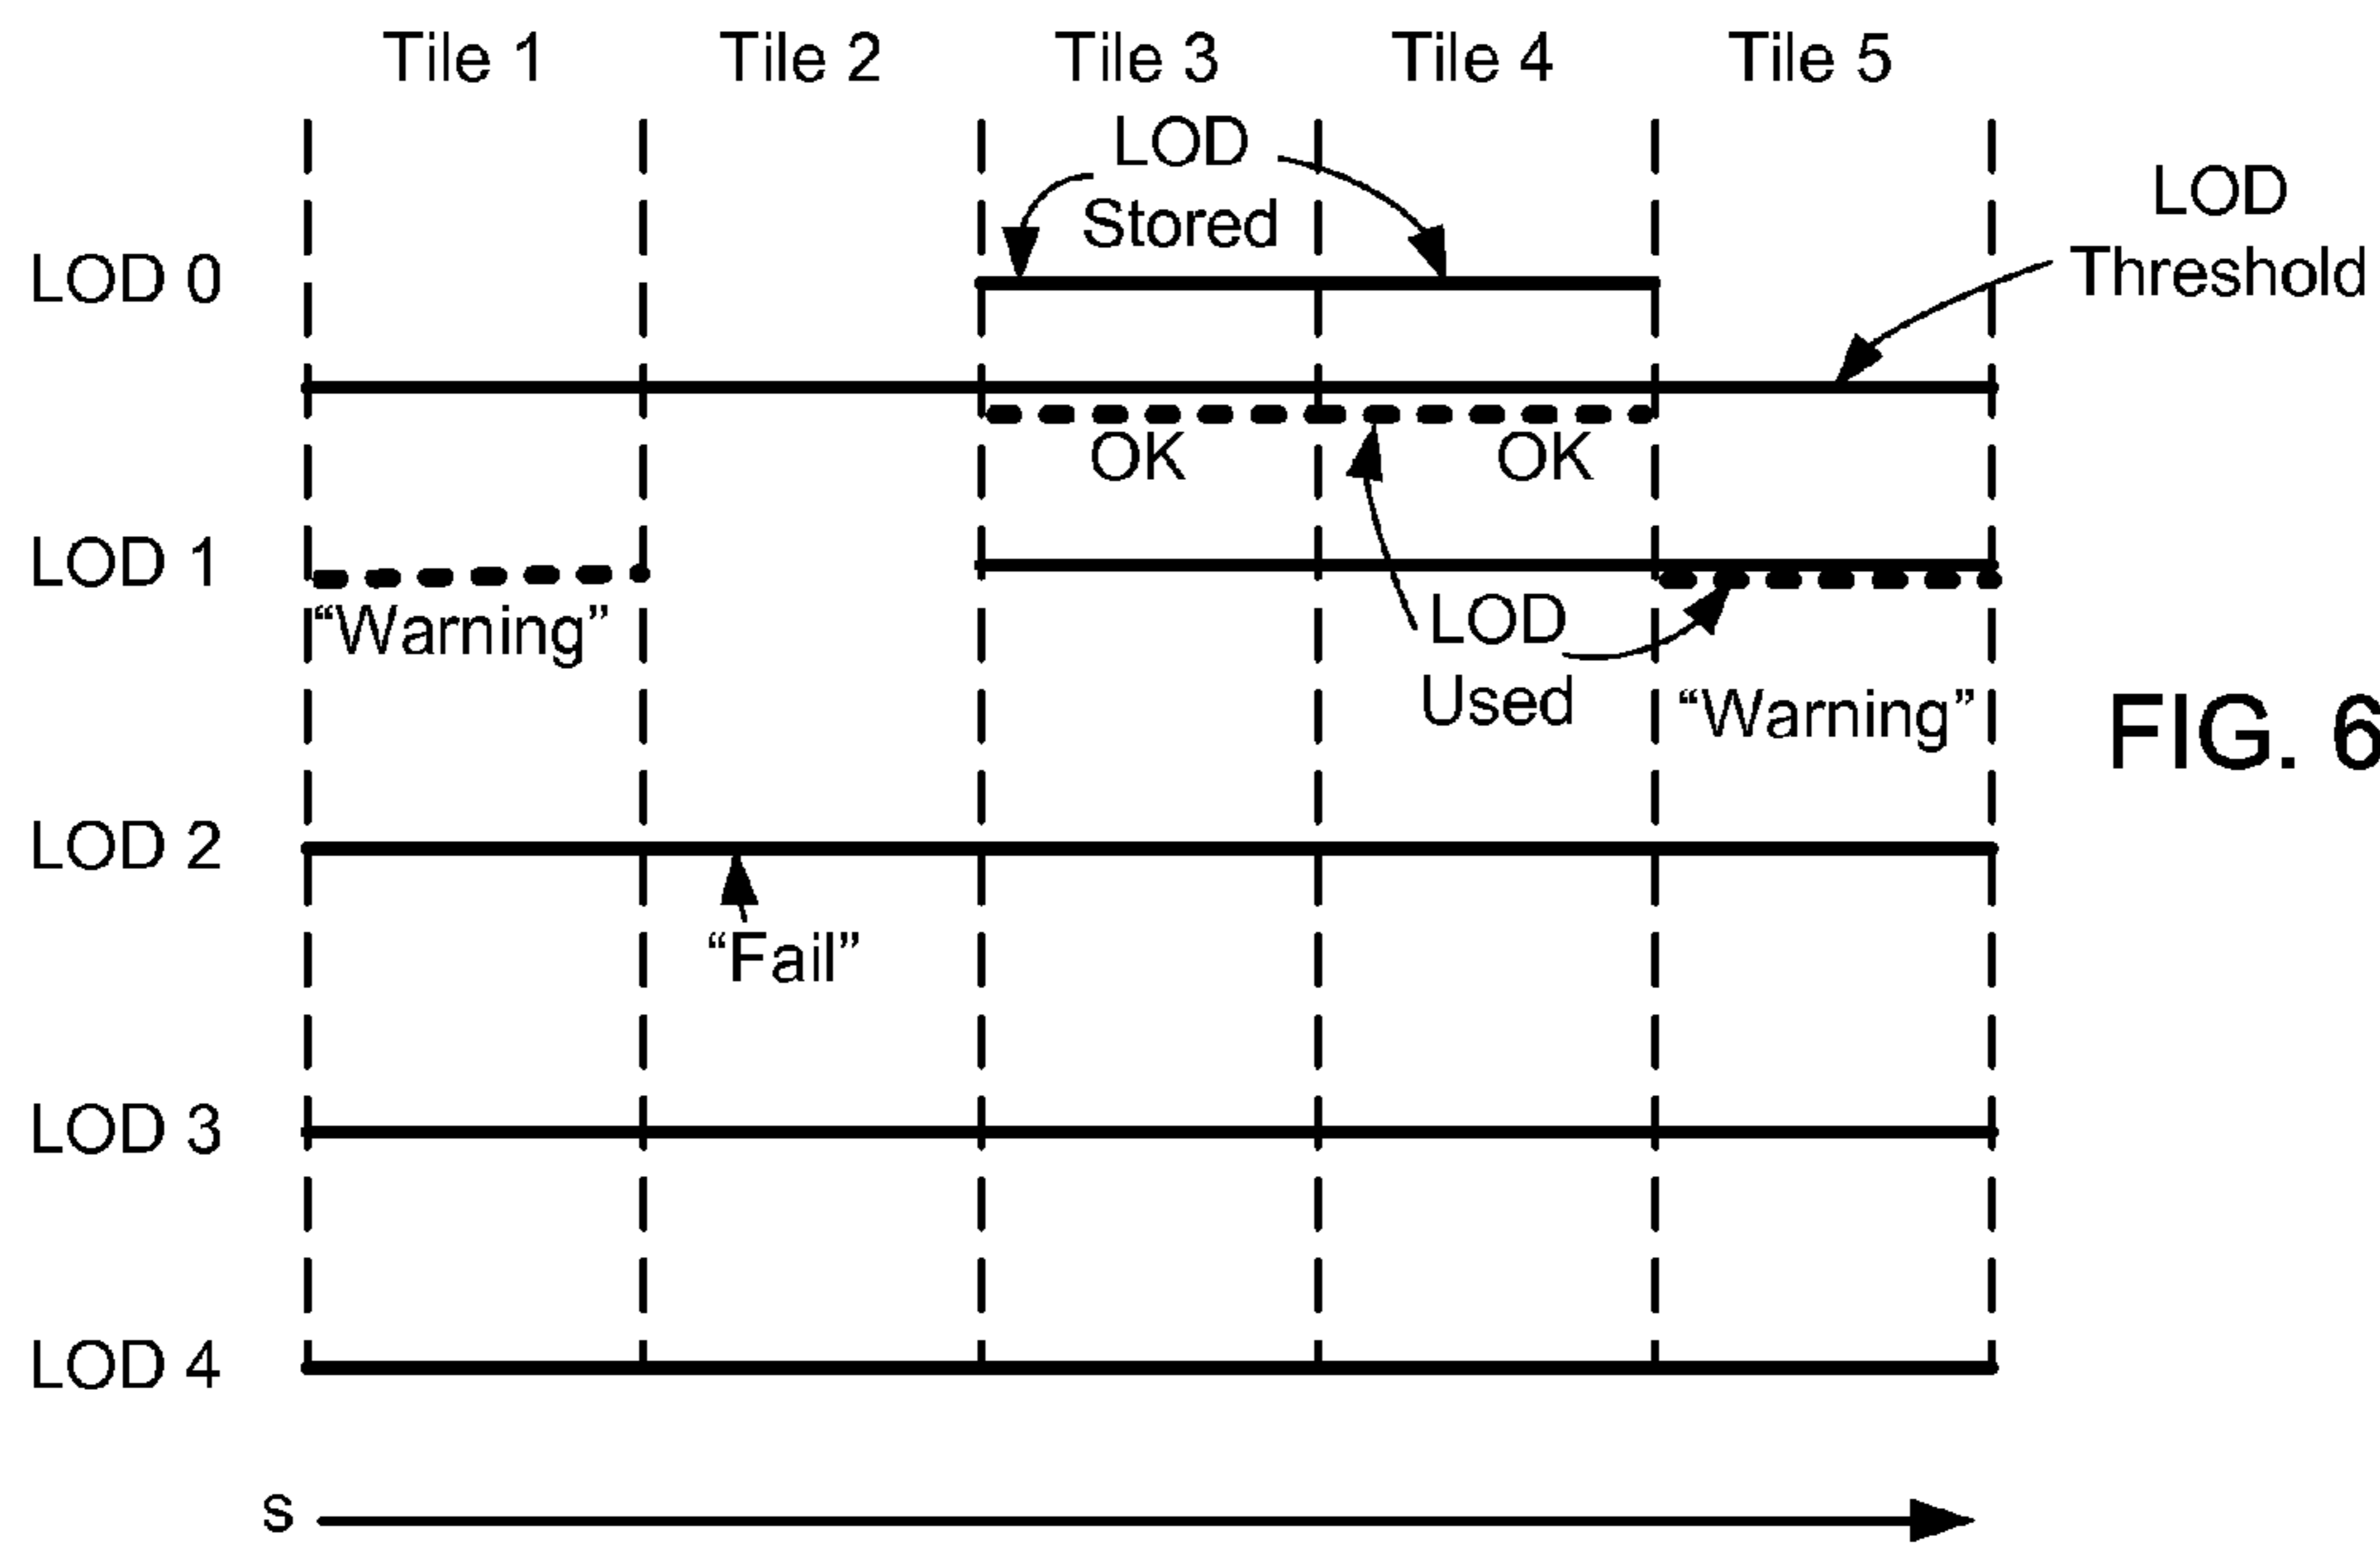 Tile 1
Tile 2
Tile 3
Tile 4
Tile 5
LOD
Stored
LOD
Threshold
LOD 0
OK
OK
LOD 1
“Warning”
LOD
Used
“Warning”
FIG. 6
LOD 2
“Fail”
LOD 3
LOD 4
s